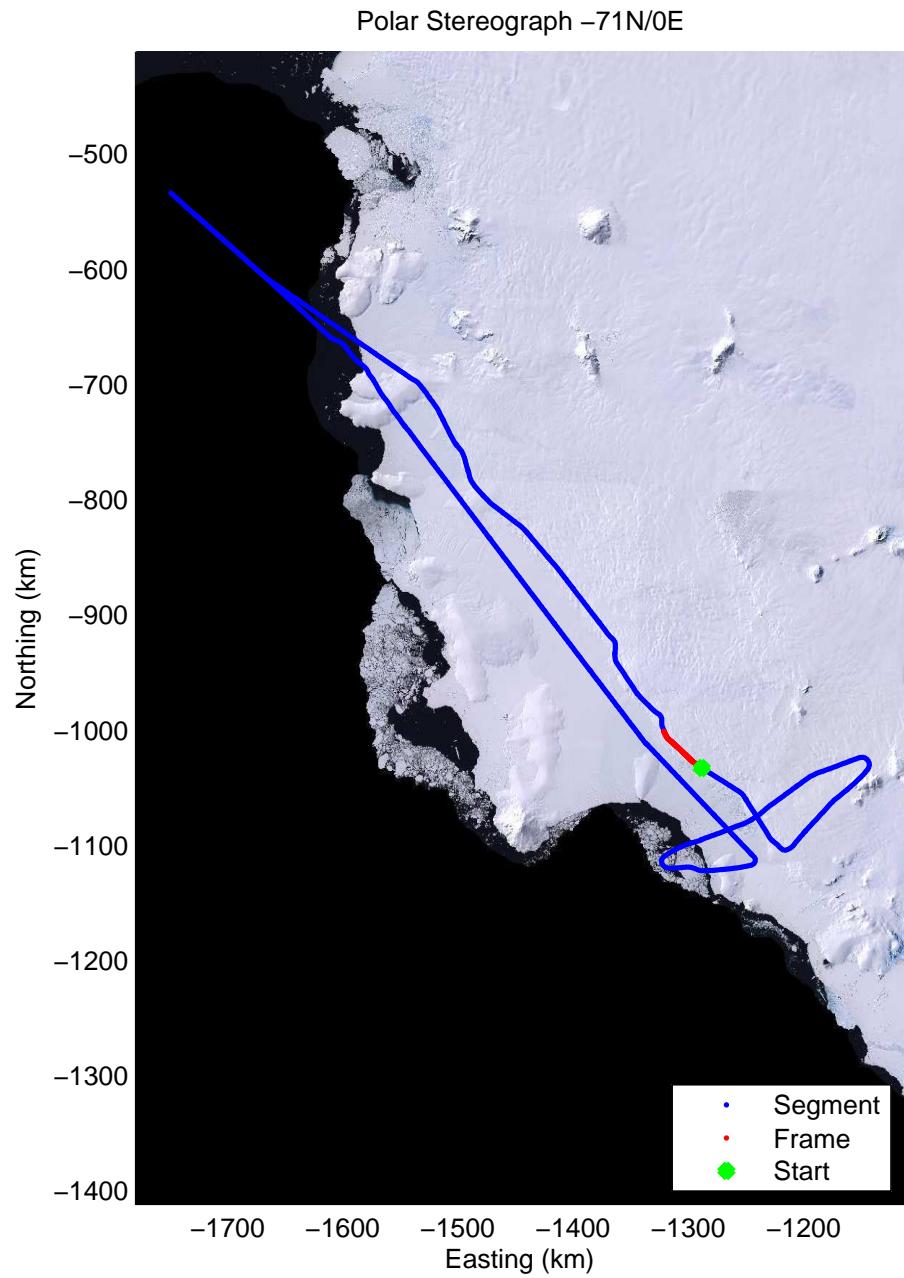 Polar Stereograph −71N/0E
−500
−600
−700
−800
−900
−1000
−1100
−1200
−1300
−1400
Northing (km)
Segment
Frame
Start
−1700 −1600 −1500 −1400 −1300 −1200
Easting (km)